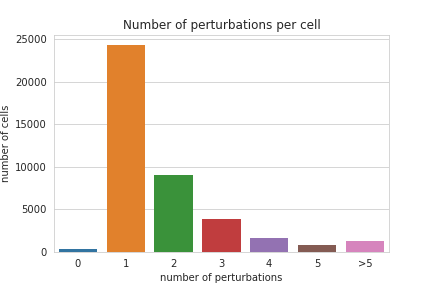 Number of perturbations per cell
25000
20000
15000
10000
5000
0
number of cells
0 1 2 3 4 5 >5
number of perturbations